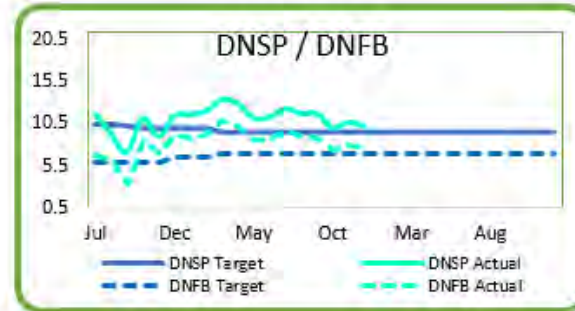 DNSP / DNFB
20.5
15.5
10.5
5.5
0.5
Jul Dec May Oct Mar Aug
DNSP Target DNSP Actual
DNFB Target DNFB Actual